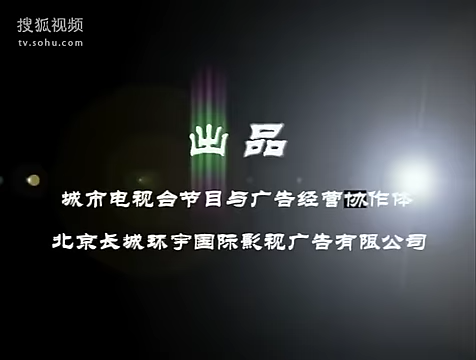 搜狐视频
tv.sohu.com
出品
城市电视台节目与广告经营协作体
北京长城环宇国际影视广告有限公司